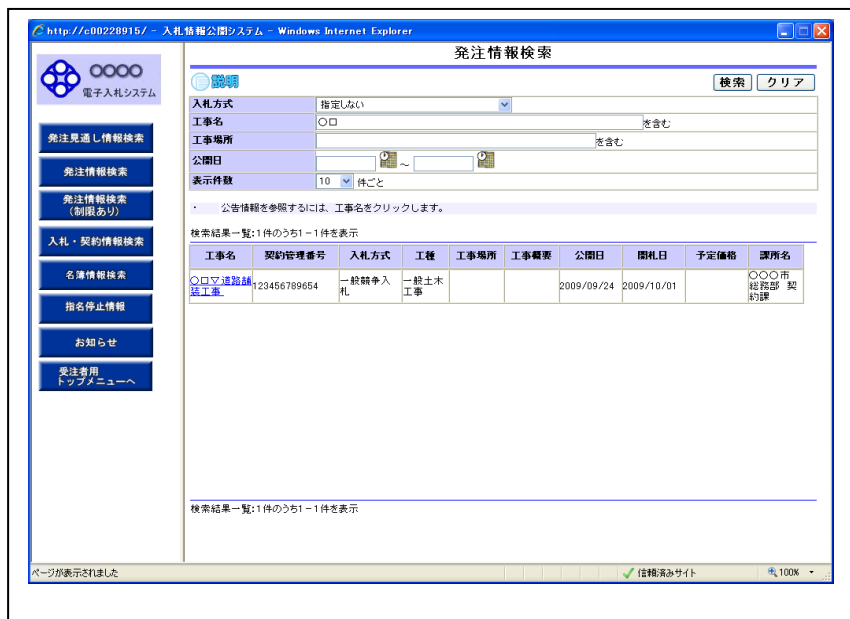 http://c00228915/ - 入札情報公開システム - Windows Internet Explorer
発注情報検索
○○○○
電子入札システム
説明
検索 クリア
入札方式 指定しない
工事名 ○□ を含む
工事場所 を含む
公開日 ～
表示件数 10 件ごと
・ 公告情報を参照するには、工事名をクリックします。
検索結果一覧:1件のうち1－1件を表示
工事名 契約管理番号 入札方式 工種 工事場所 工事概要 公開日 開札日 予定価格 課所名
○□▽道路舗装工事 123456789654 一般競争入札 一般土木工事 2009/09/24 2009/10/01 ○○○市 総務部 契約課
検索結果一覧:1件のうち1－1件を表示
発注見通し情報検索
発注情報検索
発注情報検索
(制限あり)
入札・契約情報検索
名簿情報検索
指名停止情報
お知らせ
受注者用
トップメニューへ
ページが表示されました 信頼済みサイト 100%